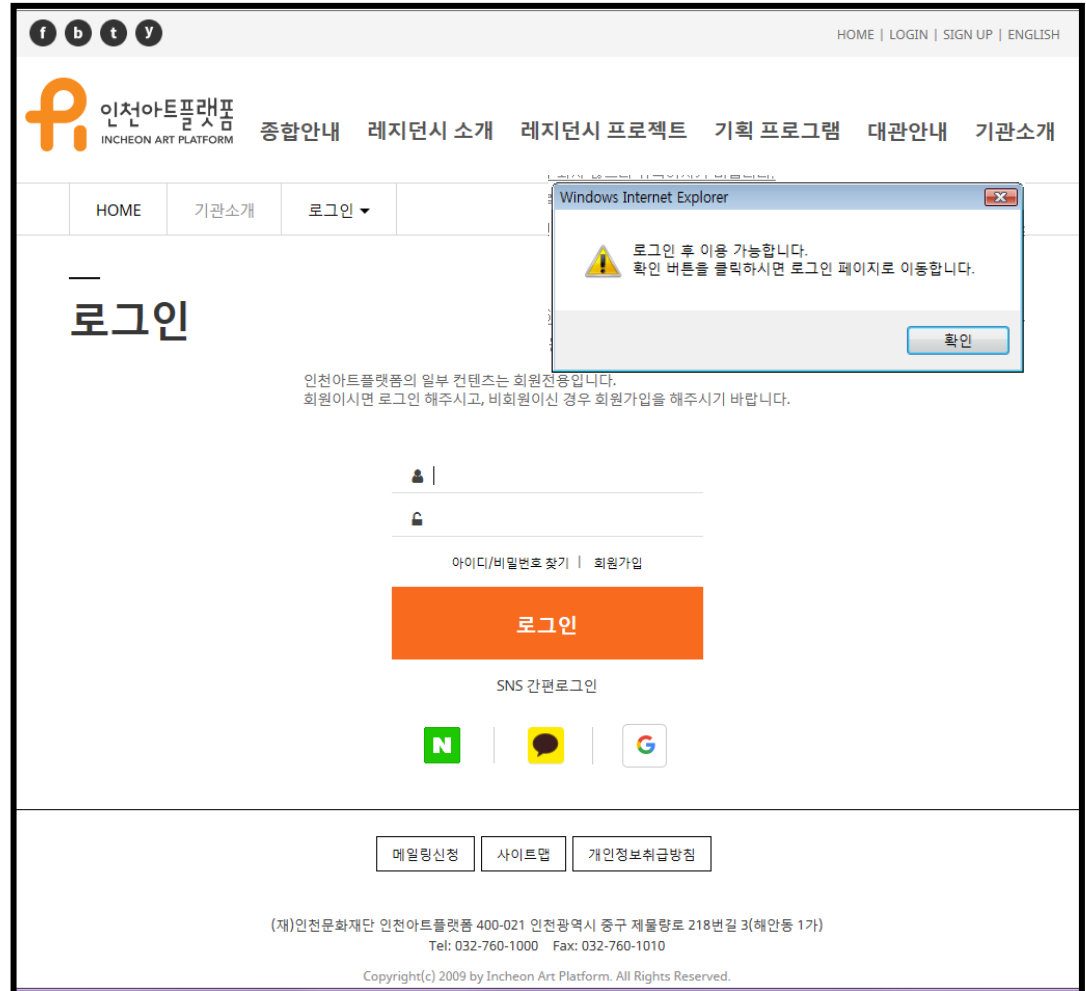 f b t y
HOME | LOGIN | SIGN UP | ENGLISH
인천아트플랫폼
INCHEON ART PLATFORM
종합안내 레지던시 소개 레지던시 프로젝트 기획 프로그램 대관안내 기관소개
HOME 기관소개 로그인
Windows Internet Explorer
로그인 후 이용 가능합니다.
확인 버튼을 클릭하시면 로그인 페이지로 이동합니다.
확인
로그인
인천아트플랫폼의 일부 컨텐츠는 회원전용입니다.
회원이시면 로그인 해주시고, 비회원이신 경우 회원가입을 해주시기 바랍니다.
아이디/비밀번호 찾기 | 회원가입
로그인
SNS 간편로그인
N G
메일링신청 사이트맵 개인정보취급방침
(재)인천문화재단 인천아트플랫폼 400-021 인천광역시 중구 제물량로 218번길 3(해안동 1가)
Tel: 032-760-1000 Fax: 032-760-1010
Copyright(c) 2009 by Incheon Art Platform. All Rights Reserved.